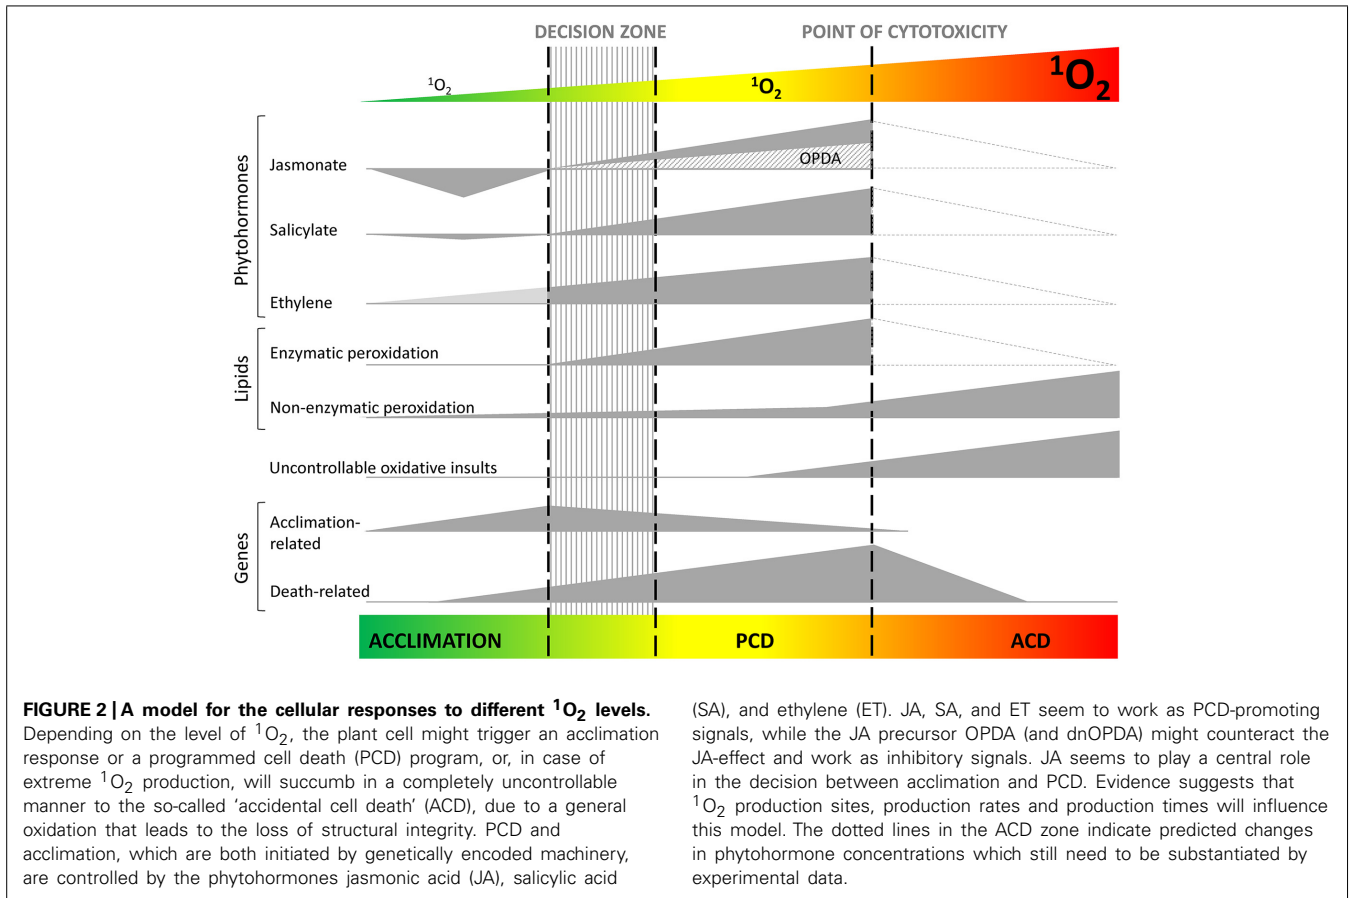 DECISION ZONE
POINT OF CYTOTOXICITY
¹O₂
¹O₂
¹O₂
Phytohormones
Jasmonate
OPDA
Salicylate
Ethylene
Lipids
Enzymatic peroxidation
Non-enzymatic peroxidation
Uncontrollable oxidative insults
Genes
Acclimation-
related
Death-related
ACCLIMATION
PCD
ACD
FIGURE 2 | A model for the cellular responses to different ¹O₂ levels.
Depending on the level of ¹O₂, the plant cell might trigger an acclimation
response or a programmed cell death (PCD) program, or, in case of
extreme ¹O₂ production, will succumb in a completely uncontrollable
manner to the so-called ‘accidental cell death’ (ACD), due to a general
oxidation that leads to the loss of structural integrity. PCD and
acclimation, which are both initiated by genetically encoded machinery,
are controlled by the phytohormones jasmonic acid (JA), salicylic acid
(SA), and ethylene (ET). JA, SA, and ET seem to work as PCD-promoting
signals, while the JA precursor OPDA (and dnOPDA) might counteract the
JA-effect and work as inhibitory signals. JA seems to play a central role
in the decision between acclimation and PCD. Evidence suggests that
¹O₂ production sites, production rates and production times will influence
this model. The dotted lines in the ACD zone indicate predicted changes
in phytohormone concentrations which still need to be substantiated by
experimental data.